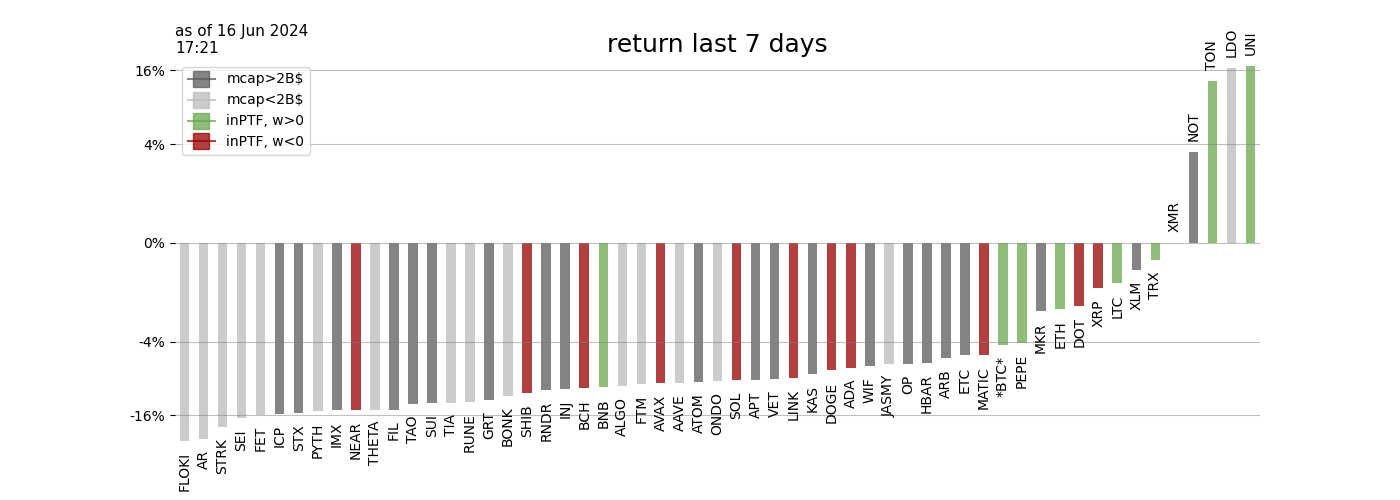 as of 16 Jun 2024
17:21
return last 7 days
mcap>2B$
mcap<2B$
inPTF, w>0
inPTF, w<0
16%
4%
0%
-4%
-16%
FLOKI
AR
STRK
SEI
FET
ICP
STX
PYTH
IMX
NEAR
THETA
FIL
TAO
SUI
TIA
RUNE
GRT
BONK
SHIB
RNDR
INJ
BCH
BNB
ALGO
FTM
AVAX
AAVE
ATOM
ONDO
SOL
APT
VET
LINK
KAS
DOGE
ADA
WIF
JASMY
OP
HBAR
ARB
ETC
MATIC
*BTC*
PEPE
MKR
ETH
DOT
XRP
LTC
XLM
TRX
XMR
NOT
TON
LDO
UNI